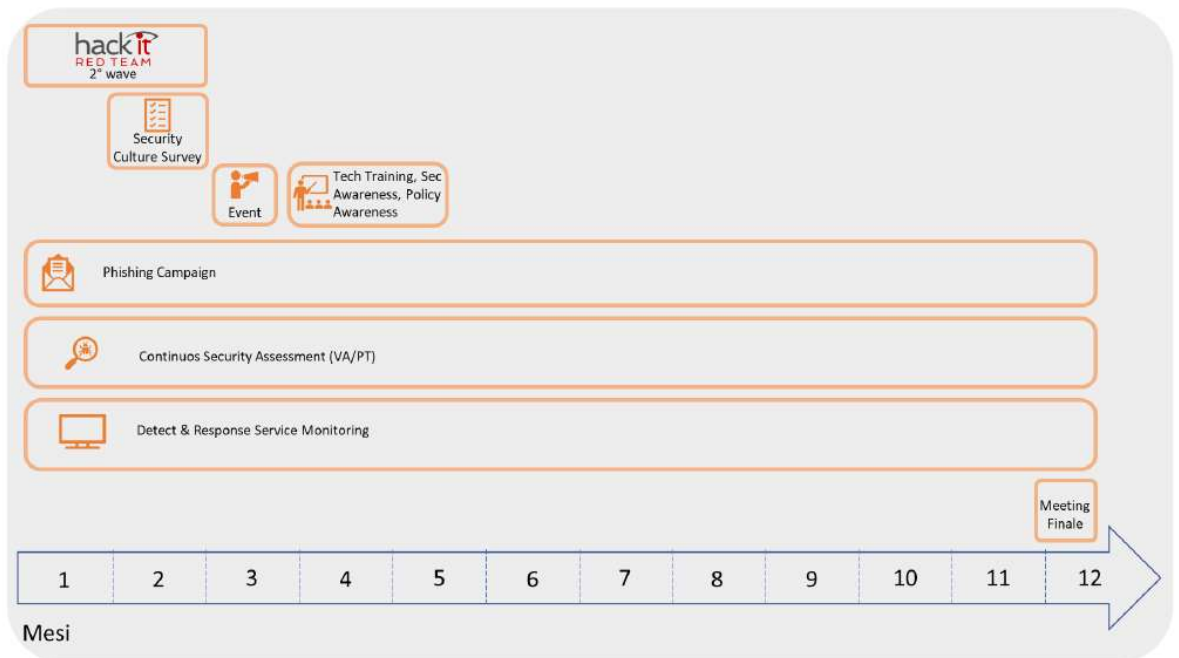 hackit
RED TEAM
2° wave
Security
Culture Survey
Event
Tech Training, Sec
Awareness, Policy
Awareness
Phishing Campaign
Continuos Security Assessment (VA/PT)
Detect & Response Service Monitoring
Meeting
Finale
1 2 3 4 5 6 7 8 9 10 11 12
Mesi